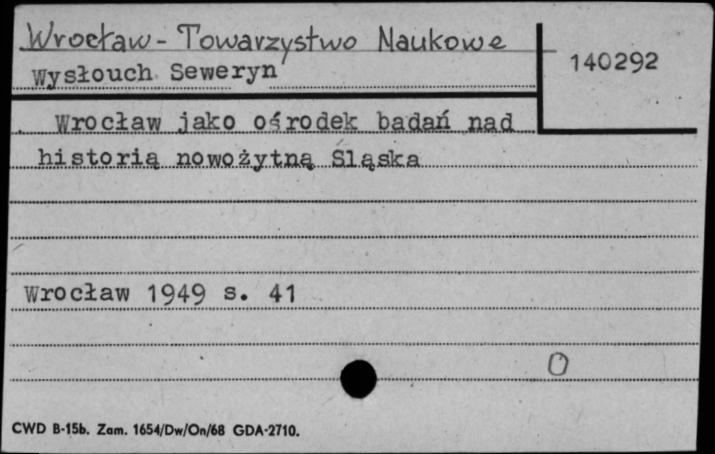 Wrocław - Towarzystwo Naukowe
140292
Wysłouch Seweryn
Wrocław jako ośrodek badań nad
historią nowożytną Śląska
Wrocław 1949 s. 41
O
CWD B-15b. Zam. 1654/Dw/On/68 GDA-2710.